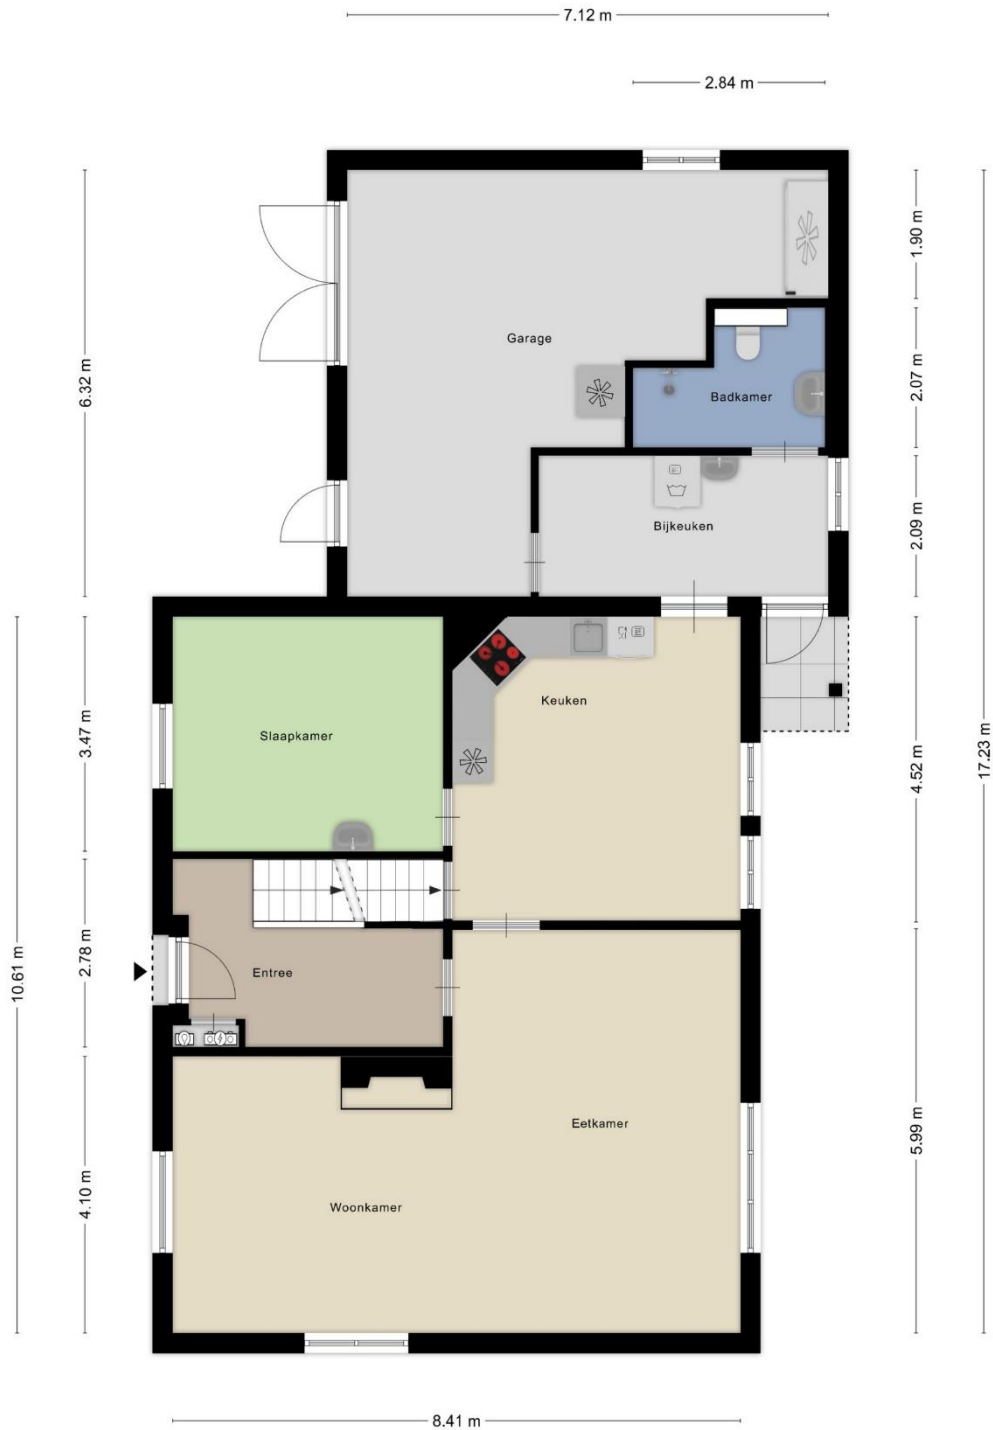 7.12 m
2.84 m
1.90 m
Garage
6.32 m
2.07 m
Badkamer
2.09 m
Bijkeuken
Keuken
3.47 m
Slaapkamer
4.52 m
17.23 m
2.78 m
Entree
10.61 m
5.99 m
Eetkamer
4.10 m
Woonkamer
8.41 m